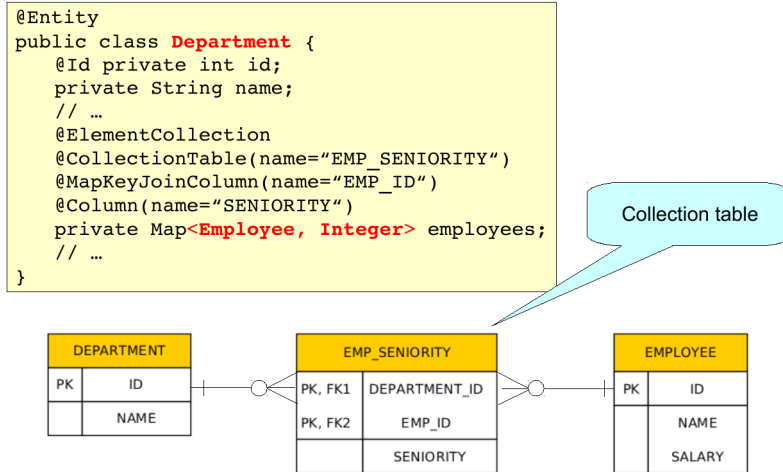 @Entity
public class Department {
@Id private int id;
private String name;
// …
@ElementCollection
@CollectionTable(name=“EMP_SENIORITY“)
@MapKeyJoinColumn(name=“EMP_ID“)
@Column(name=“SENIORITY“)
private Map<Employee, Integer> employees;
// …
}
Collection table
DEPARTMENT
PK ID
NAME
EMP_SENIORITY
PK, FK1 DEPARTMENT_ID
PK, FK2 EMP_ID
SENIORITY
EMPLOYEE
PK ID
NAME
SALARY